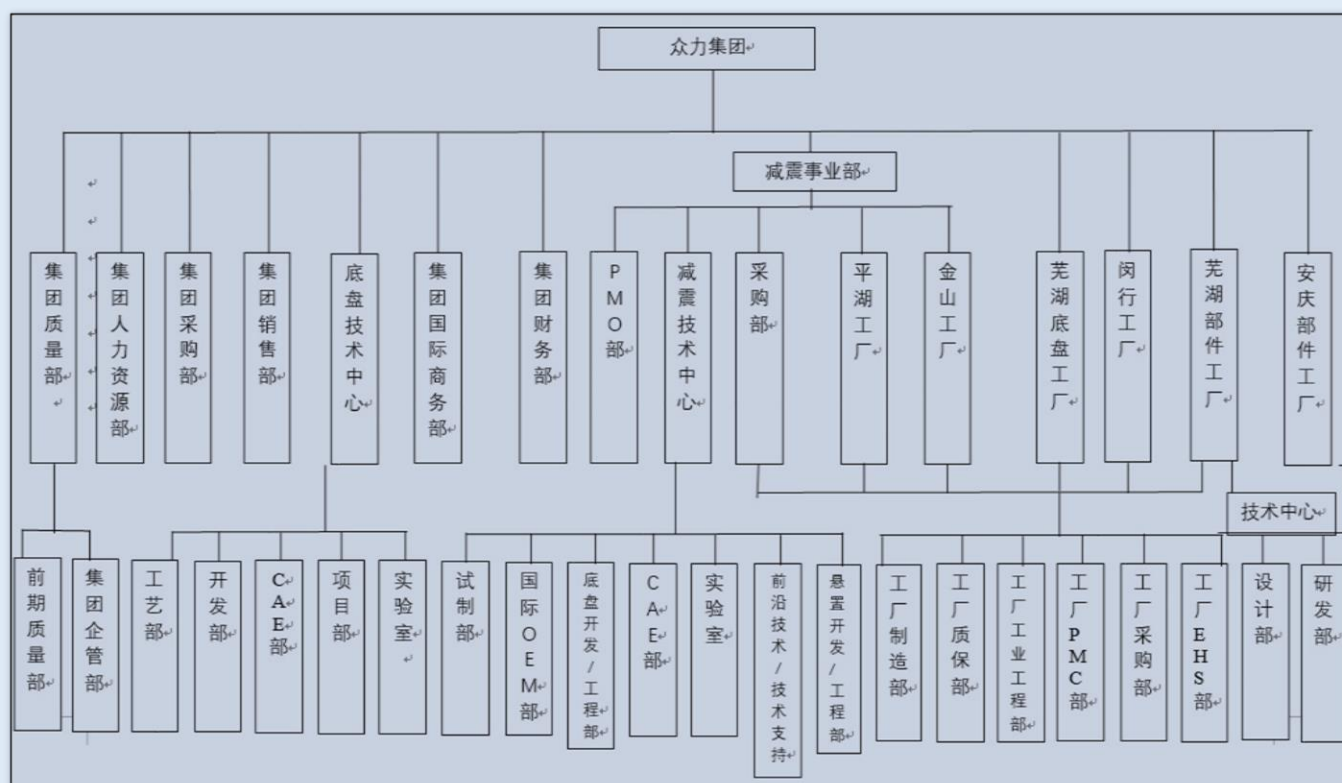 众力集团
减震事业部
集团质量部
集团人力资源部
集团采购部
集团销售部
底盘技术中心
集团国际商务部
集团财务部
PMO部
减震技术中心
采购部
平湖工厂
金山工厂
芜湖底盘工厂
闵行工厂
芜湖部件工厂
安庆部件工厂
技术中心
前期质量部
集团企管部
工艺部
开发部
CAE部
项目部
实验室
试制部
国际OEM部
底盘开发/工程部
CAE部
实验室
前沿技术/技术支持
悬置开发/工程部
工厂制造部
工厂质保部
工厂工业工程部
工厂PMC部
工厂采购部
工厂EHS部
设计部
研发部